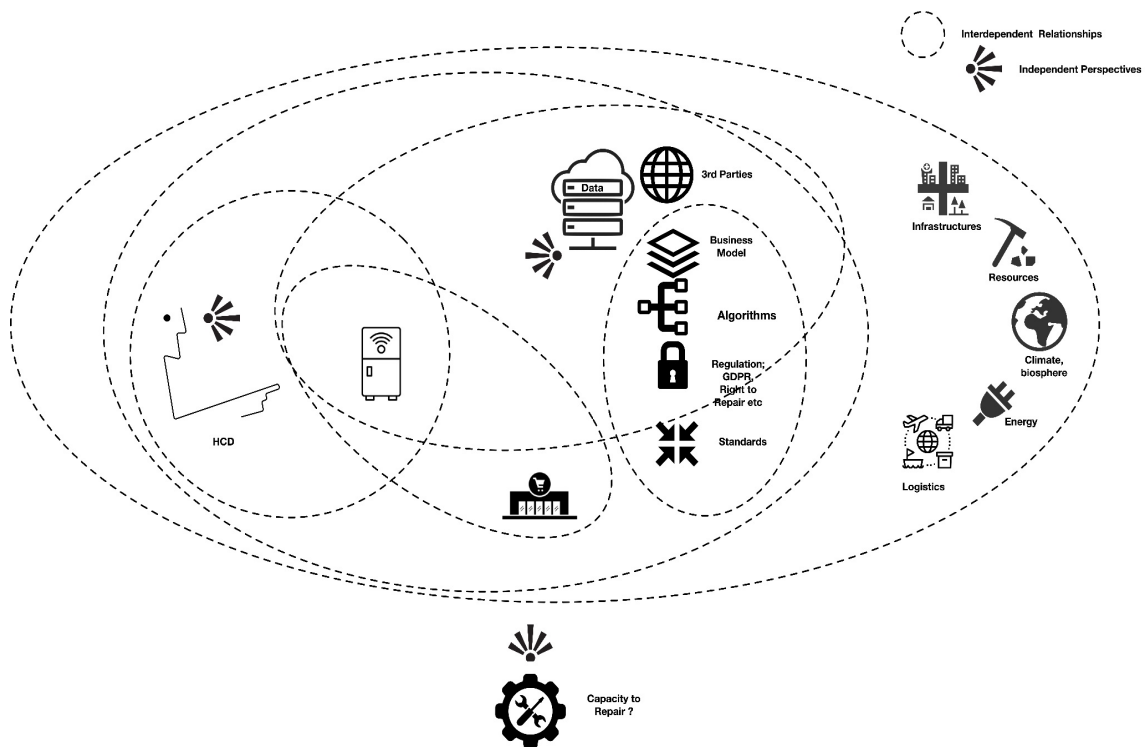 Interdependent Relationships
Independent Perspectives
Data
3rd Parties
Business
Model
Algorithms
Regulation;
GDPR,
Right to
Repair etc
Standards
HCD
Infrastructures
Resources
Climate,
biosphere
Energy
Logistics
Capacity to
Repair ?